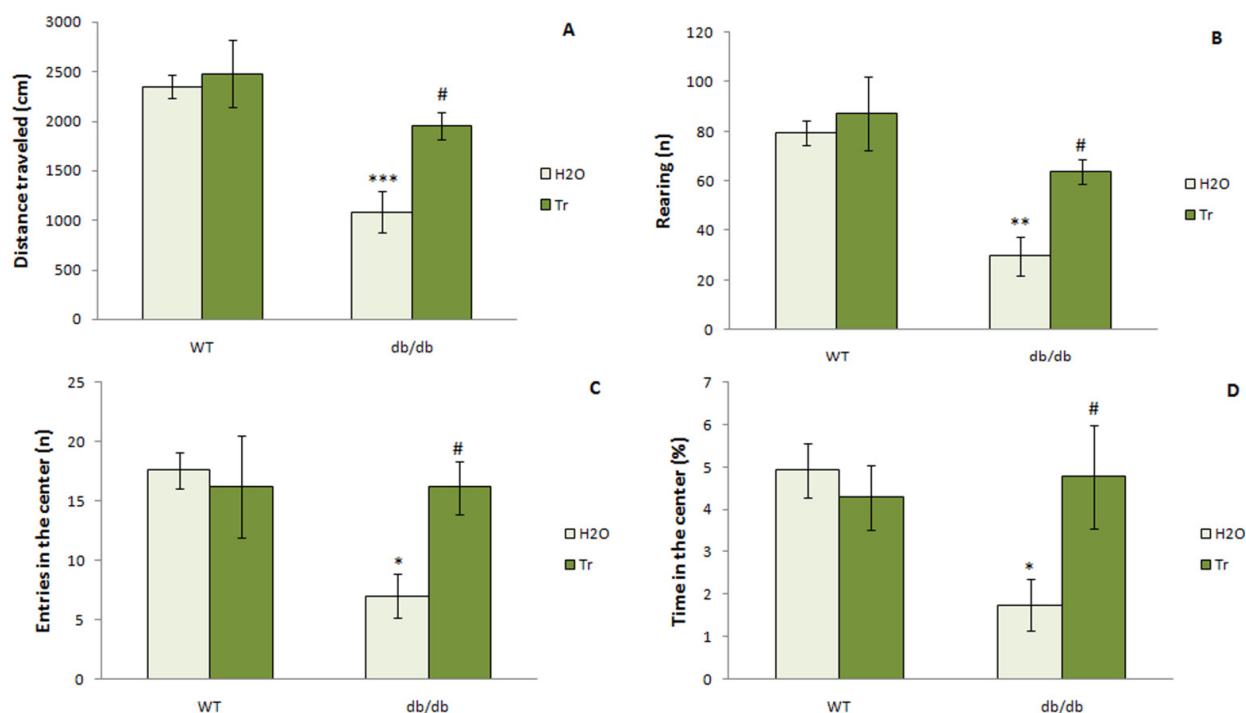 A
Distance traveled (cm)
3000
2500
2000
1500
1000
500
0
***
#
H2O
Tr
WT
db/db
B
Rearing (n)
120
100
80
60
40
20
0
**
#
H2O
Tr
WT
db/db
C
Entries in the center (n)
25
20
15
10
5
0
*
#
H2O
Tr
WT
db/db
D
Time in the center (%)
7
6
5
4
3
2
1
0
*
#
H2O
Tr
WT
db/db